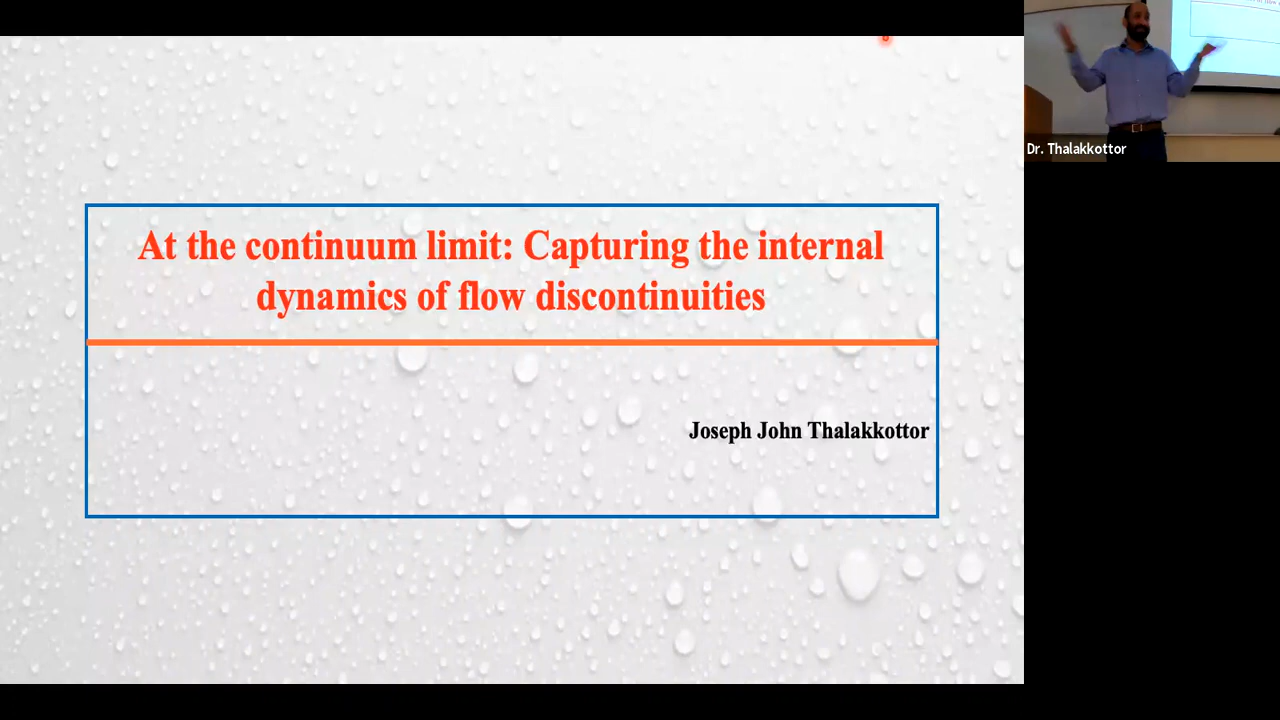 At the continuum limit: Capturing the internal
dynamics of flow discontinuities
Joseph John Thalakkottor
Dr. Thalakkottor